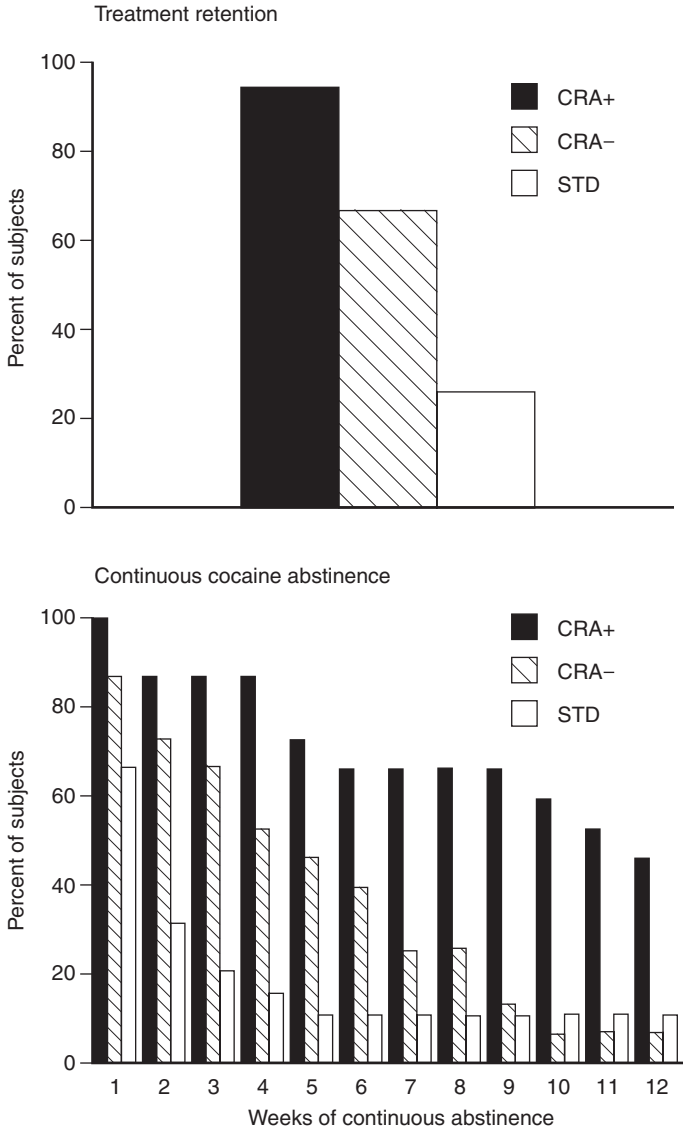 Treatment retention
100
80
60
40
20
0
Percent of subjects
CRA+
CRA−
STD
Continuous cocaine abstinence
100
80
60
40
20
0
Percent of subjects
CRA+
CRA−
STD
1 2 3 4 5 6 7 8 9 10 11 12
Weeks of continuous abstinence